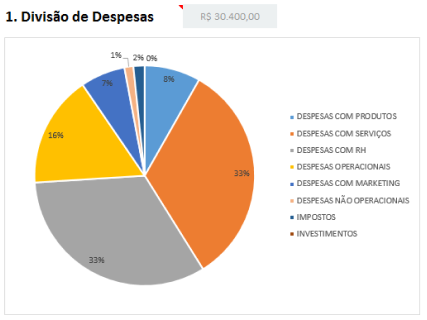 1. Divisão de Despesas
R$ 30.400,00
1%
2%
0%
8%
7%
16%
33%
33%
DESPESAS COM PRODUTOS
DESPESAS COM SERVIÇOS
DESPESAS COM RH
DESPESAS OPERACIONAIS
DESPESAS COM MARKETING
DESPESAS NÃO OPERACIONAIS
IMPOSTOS
INVESTIMENTOS